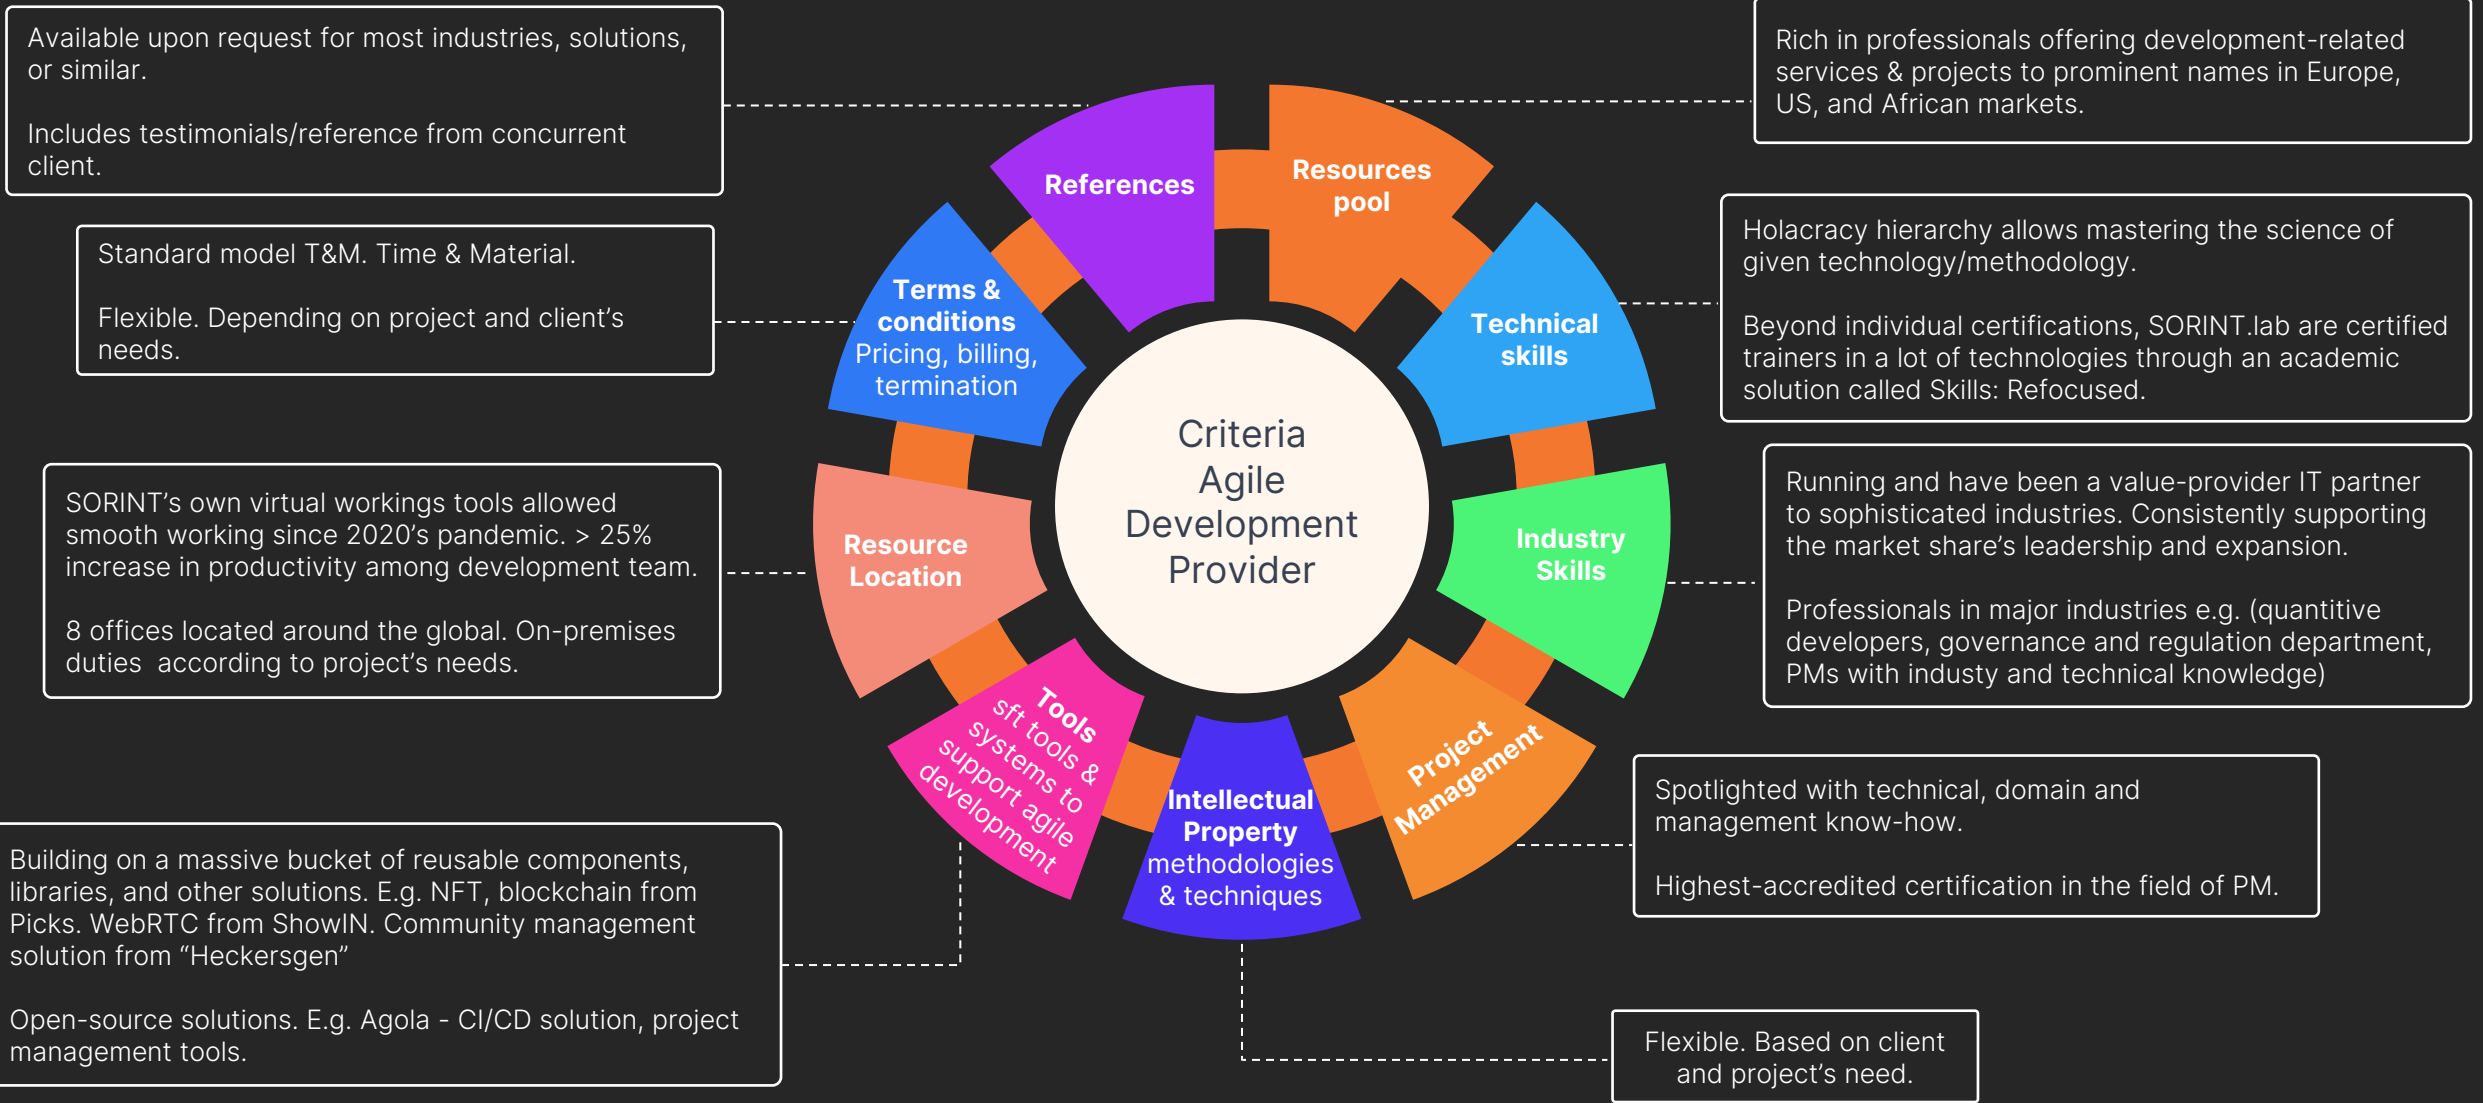 Available upon request for most industries, solutions,
or similar.
Includes testimonials/reference from concurrent
client.
Standard model T&M. Time & Material.
Flexible. Depending on project and client’s
needs.
SORINT’s own virtual workings tools allowed
smooth working since 2020’s pandemic. > 25%
increase in productivity among development team.
8 offices located around the global. On-premises
duties  according to project’s needs.
Building on a massive bucket of reusable components,
libraries, and other solutions. E.g. NFT, blockchain from
Picks. WebRTC from ShowIN. Community management
solution from “Heckersgen”
Open-source solutions. E.g. Agola - CI/CD solution, project
management tools.
References
Resources
pool
Terms &
conditions
Pricing, billing,
termination
Technical
skills
Criteria
Agile
Development
Provider
Resource
Location
Industry
Skills
Tools
sft tools &
systems to
support agile
development
Intellectual
Property
methodologies
& techniques
Project
Management
Rich in professionals offering development-related
services & projects to prominent names in Europe,
US, and African markets.
Holacracy hierarchy allows mastering the science of
given technology/methodology.
Beyond individual certifications, SORINT.lab are certified
trainers in a lot of technologies through an academic
solution called Skills: Refocused.
Running and have been a value-provider IT partner
to sophisticated industries. Consistently supporting
the market share’s leadership and expansion.
Professionals in major industries e.g. (quantitive
developers, governance and regulation department,
PMs with industy and technical knowledge)
Spotlighted with technical, domain and
management know-how.
Highest-accredited certification in the field of PM.
Flexible. Based on client
and project’s need.